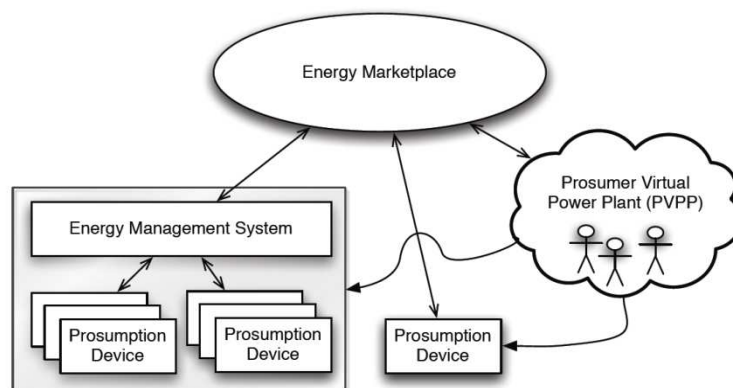 Energy Marketplace
Prosumer Virtual
Power Plant (PVPP)
Energy Management System
Prosumption
Device
Prosumption
Device
Prosumption
Device